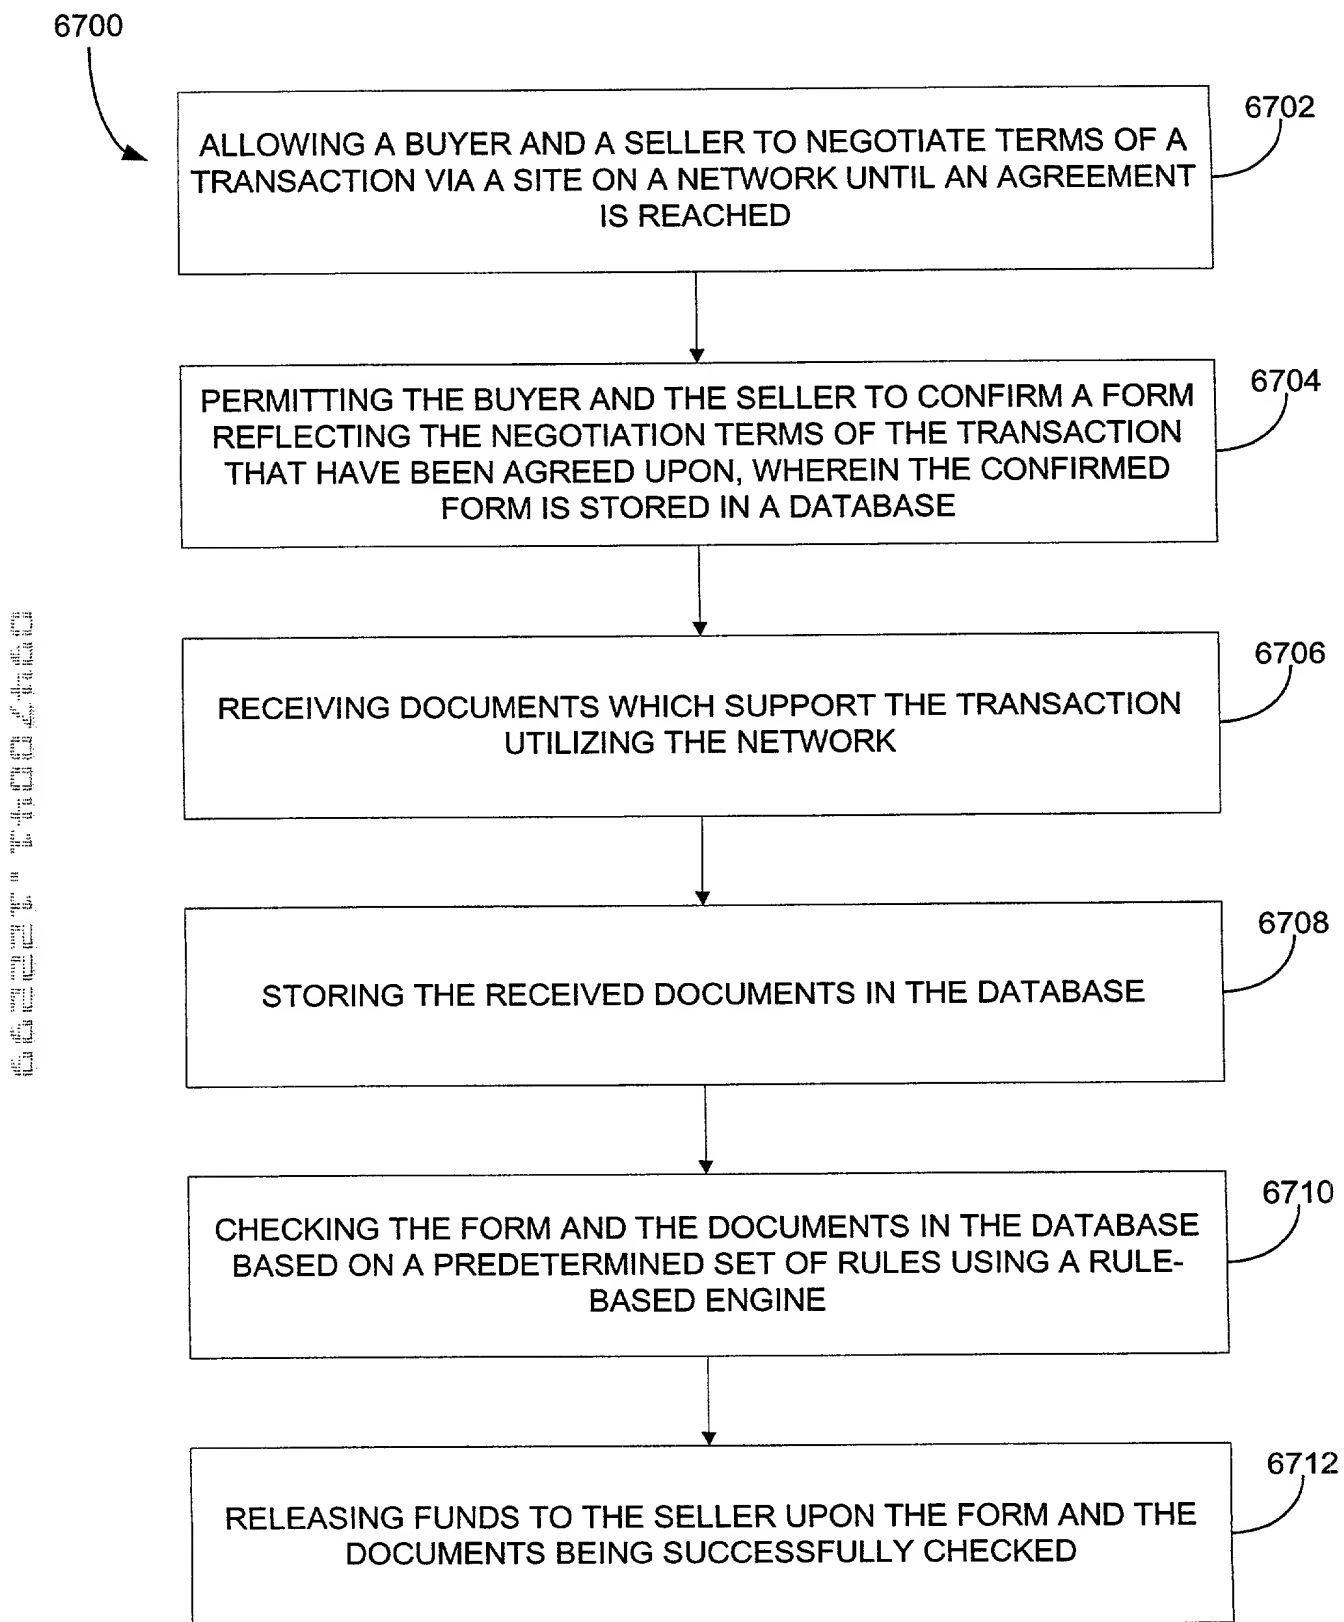 6700
6702
ALLOWING A BUYER AND A SELLER TO NEGOTIATE TERMS OF A
TRANSACTION VIA A SITE ON A NETWORK UNTIL AN AGREEMENT
IS REACHED
6704
PERMITTING THE BUYER AND THE SELLER TO CONFIRM A FORM
REFLECTING THE NEGOTIATION TERMS OF THE TRANSACTION
THAT HAVE BEEN AGREED UPON, WHEREIN THE CONFIRMED
FORM IS STORED IN A DATABASE
6706
RECEIVING DOCUMENTS WHICH SUPPORT THE TRANSACTION
UTILIZING THE NETWORK
6708
STORING THE RECEIVED DOCUMENTS IN THE DATABASE
6710
CHECKING THE FORM AND THE DOCUMENTS IN THE DATABASE
BASED ON A PREDETERMINED SET OF RULES USING A RULE-
BASED ENGINE
6712
RELEASING FUNDS TO THE SELLER UPON THE FORM AND THE
DOCUMENTS BEING SUCCESSFULLY CHECKED